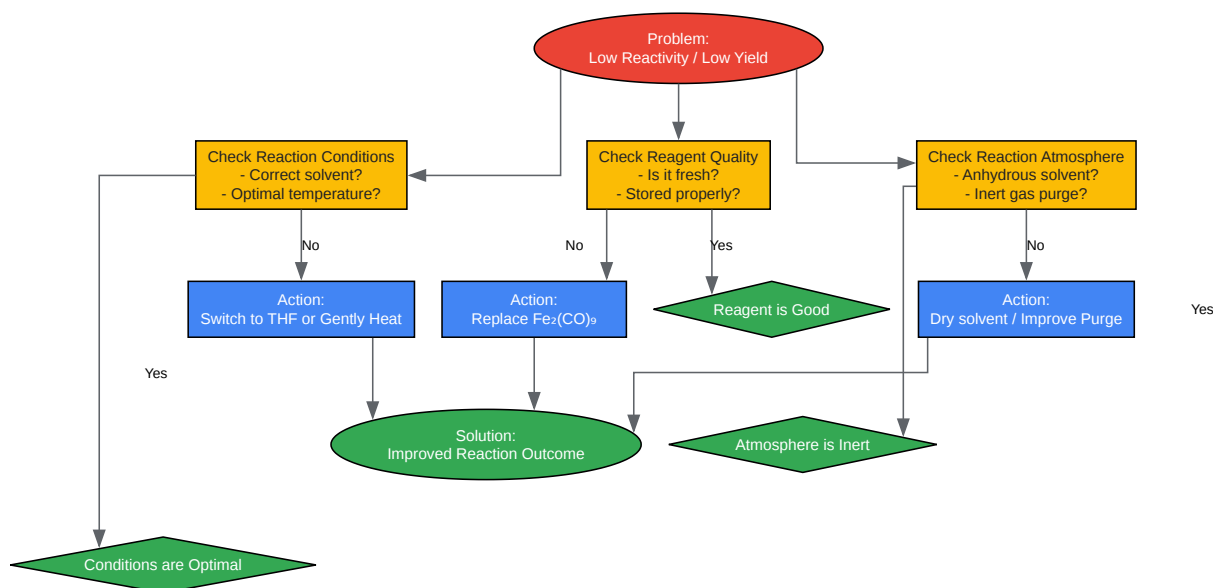 Problem:
Low Reactivity / Low Yield
Check Reaction Conditions
- Correct solvent?
- Optimal temperature?
Check Reagent Quality
- Is it fresh?
- Stored properly?
Check Reaction Atmosphere
- Anhydrous solvent?
- Inert gas purge?
No
No
Yes
No
Action:
Switch to THF or Gently Heat
Action:
Replace Fe₂(CO)₉
Reagent is Good
Action:
Dry solvent / Improve Purge
Yes
Yes
Solution:
Improved Reaction Outcome
Atmosphere is Inert
Conditions are Optimal